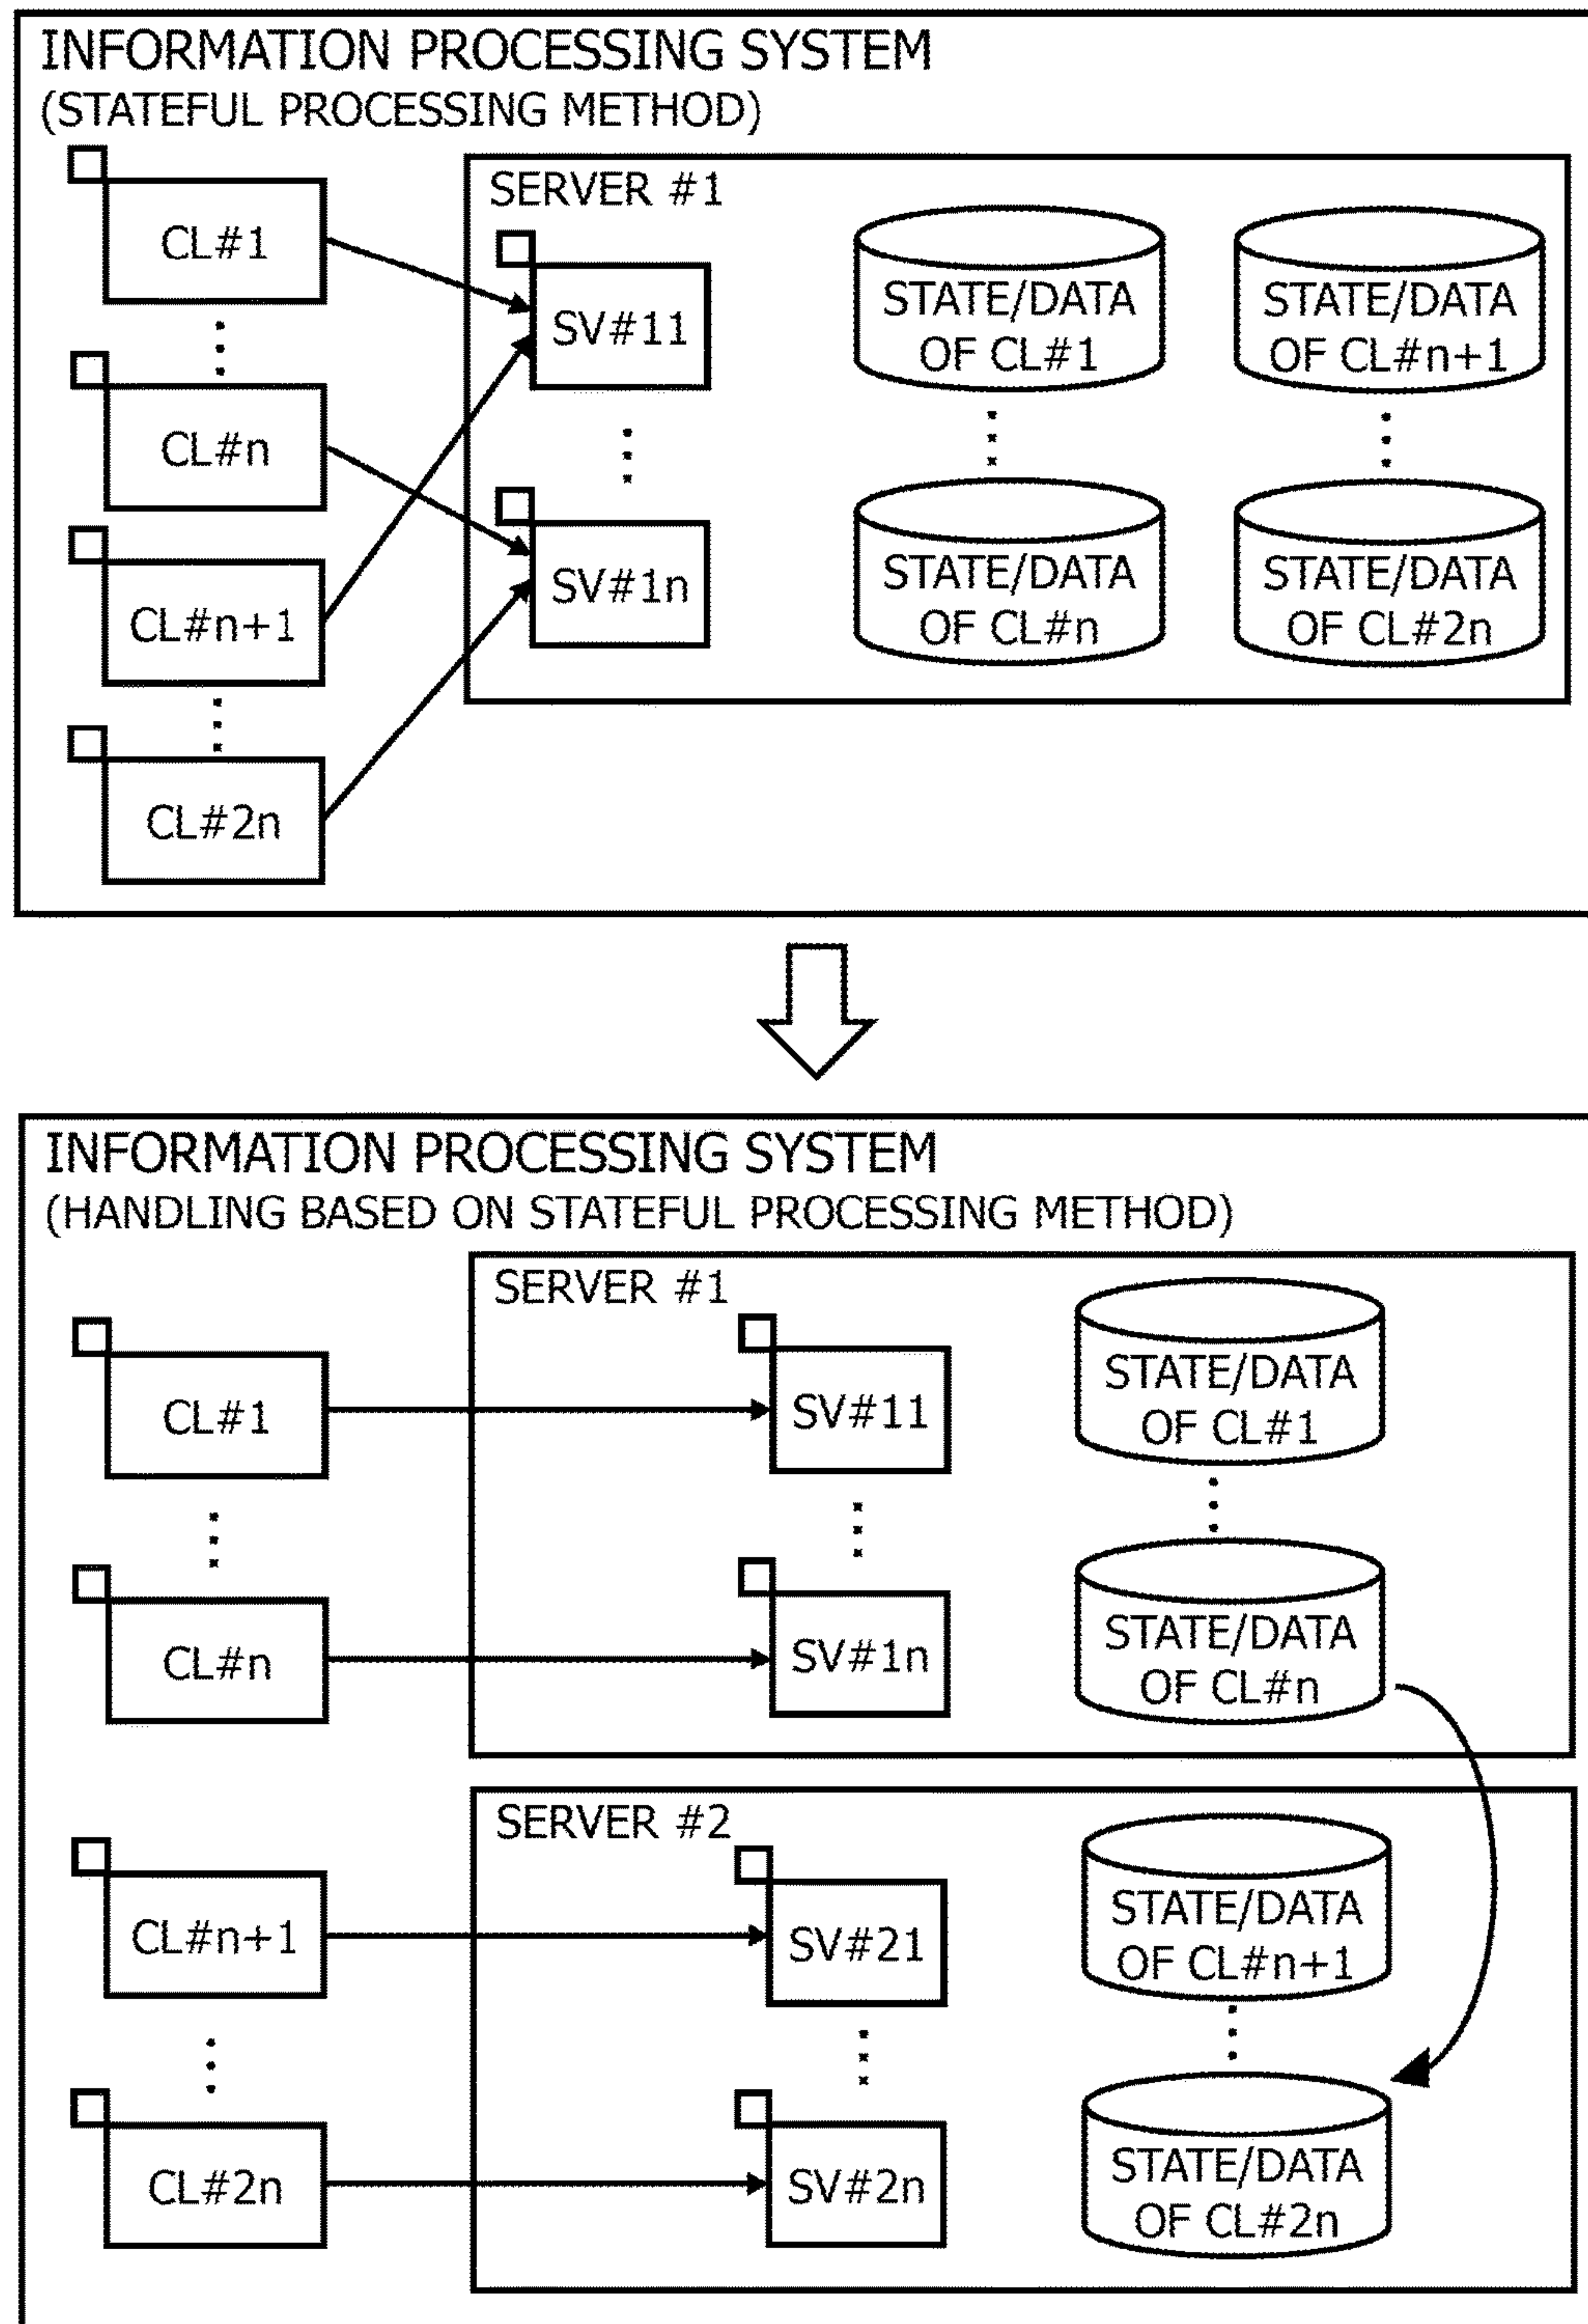 INFORMATION PROCESSING SYSTEM
(STATEFUL PROCESSING METHOD)
SERVER #1
CL#1
CL#n
CL#n+1
CL#2n
SV#11
SV#1n
STATE/DATA
OF CL#1
STATE/DATA
OF CL#n+1
STATE/DATA
OF CL#n
STATE/DATA
OF CL#2n
INFORMATION PROCESSING SYSTEM
(HANDLING BASED ON STATEFUL PROCESSING METHOD)
SERVER #1
CL#1
SV#11
STATE/DATA
OF CL#1
CL#n
SV#1n
STATE/DATA
OF CL#n
SERVER #2
CL#n+1
SV#21
STATE/DATA
OF CL#n+1
CL#2n
SV#2n
STATE/DATA
OF CL#2n